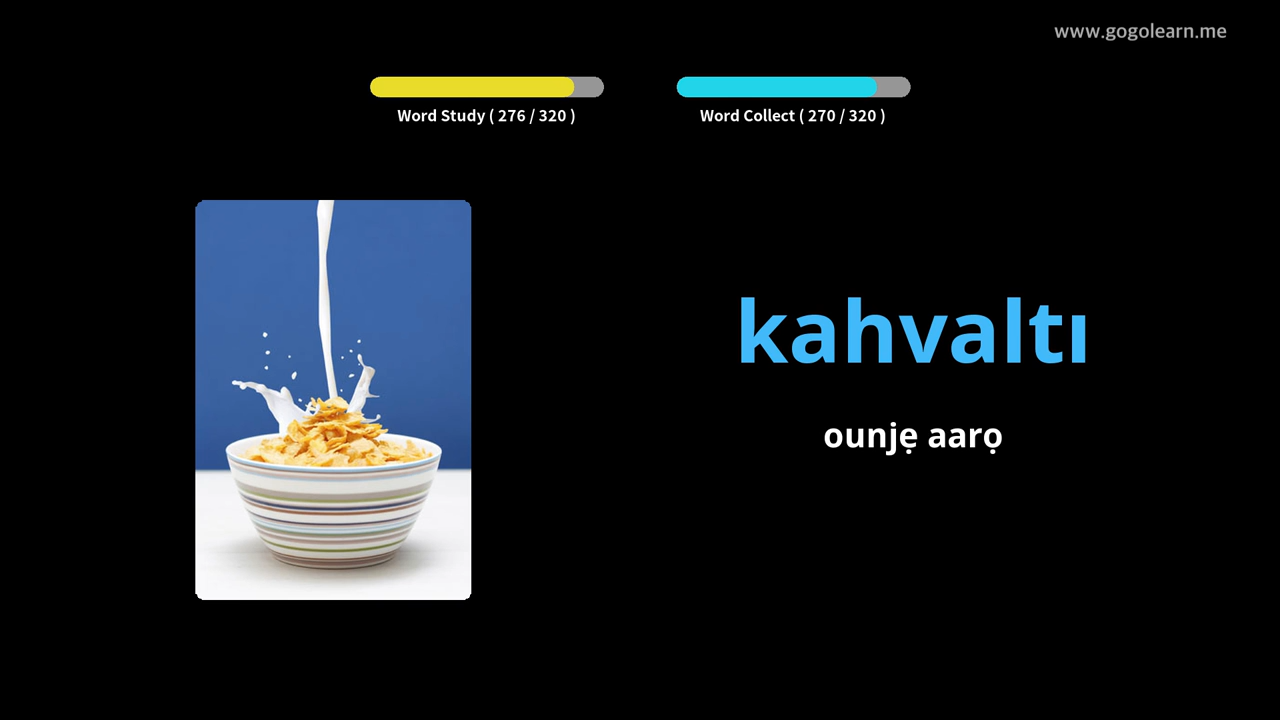 www.gogolearn.me
Word Study ( 276 / 320 )
Word Collect ( 270 / 320 )
kahvaltı
ounjẹ aarọ